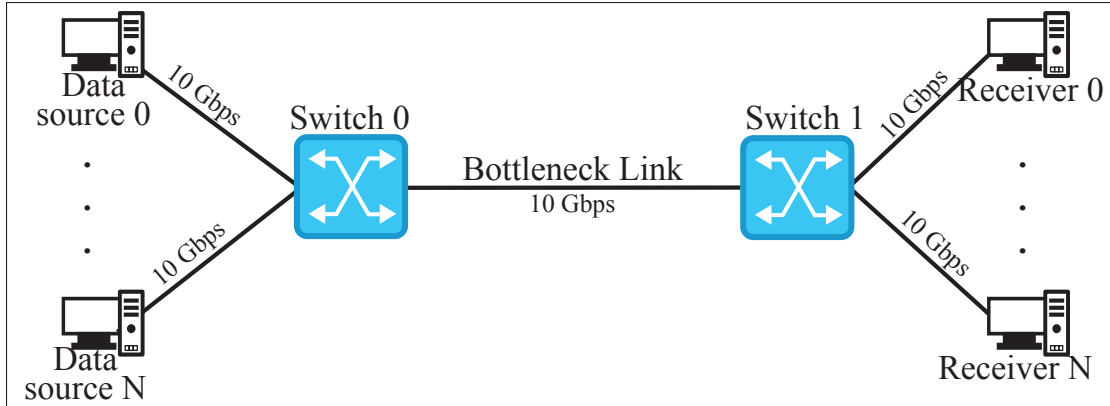 Data
source 0
10 Gbps
Switch 0
Bottleneck Link
10 Gbps
Switch 1
10 Gbps
Receiver 0
Data
source N
10 Gbps
10 Gbps
Receiver N